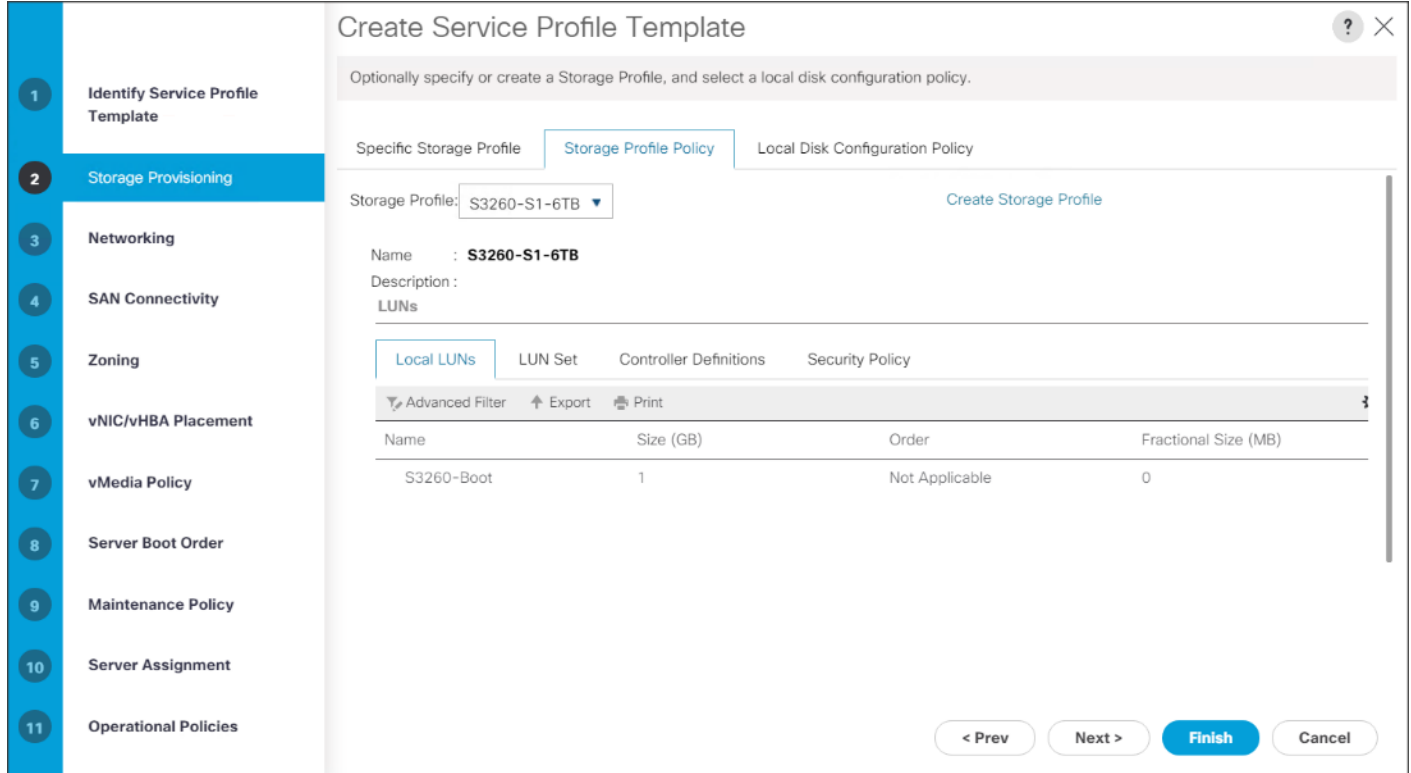 Create Service Profile Template
?
Optionally specify or create a Storage Profile, and select a local disk configuration policy.
1
Identify Service Profile
Template
2
Storage Provisioning
3
Networking
4
SAN Connectivity
5
Zoning
6
vNIC/vHBA Placement
7
vMedia Policy
8
Server Boot Order
9
Maintenance Policy
10
Server Assignment
11
Operational Policies
Specific Storage Profile Storage Profile Policy Local Disk Configuration Policy
Storage Profile: S3260-S1-6TB Create Storage Profile
Name : S3260-S1-6TB
Description :
LUNs
Local LUNs LUN Set Controller Definitions Security Policy
Advanced Filter Export Print
Name Size (GB) Order Fractional Size (MB)
S3260-Boot 1 Not Applicable 0
< Prev Next > Finish Cancel